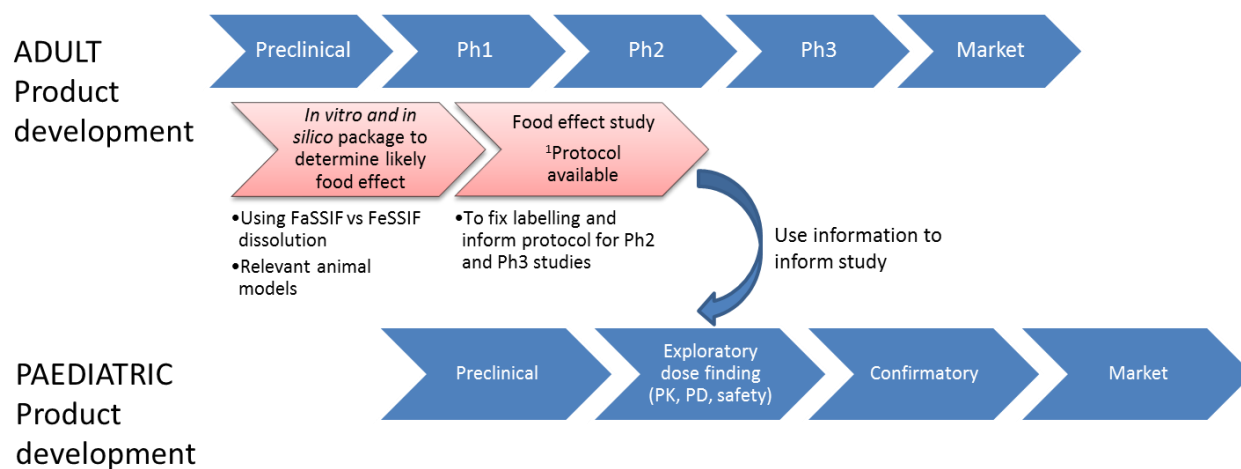 ADULT
Product
development
Preclinical
Ph1
Ph2
Ph3
Market
In vitro and in
silico package to
determine likely
food effect
Food effect study
¹Protocol
available
•Using FaSSIF vs FeSSIF
dissolution
•Relevant animal
models
•To fix labelling and
inform protocol for Ph2
and Ph3 studies
Use information to
inform study
PAEDIATRIC
Product
development
Preclinical
Exploratory
dose finding
(PK, PD, safety)
Confirmatory
Market